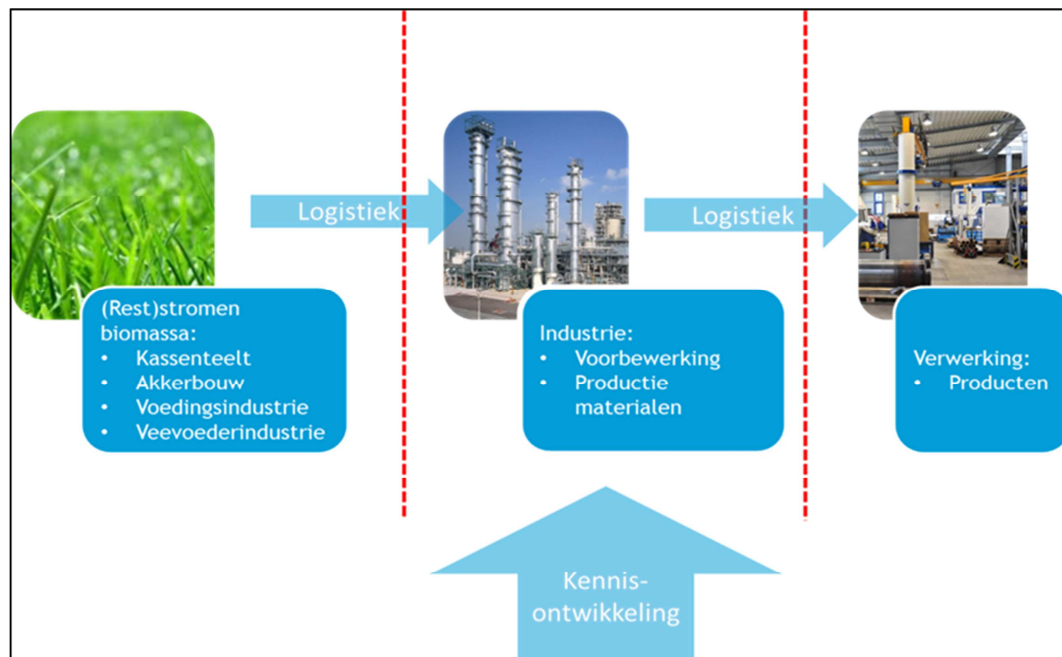 Logistiek
Logistiek
(Rest)stromen
biomassa:
• Kassenteelt
• Akkerbouw
• Voedingsindustrie
• Veevoederindustrie
Industrie:
• Voorbewerking
• Productie
materialen
Verwerking:
• Producten
Kennis-
ontwikkeling